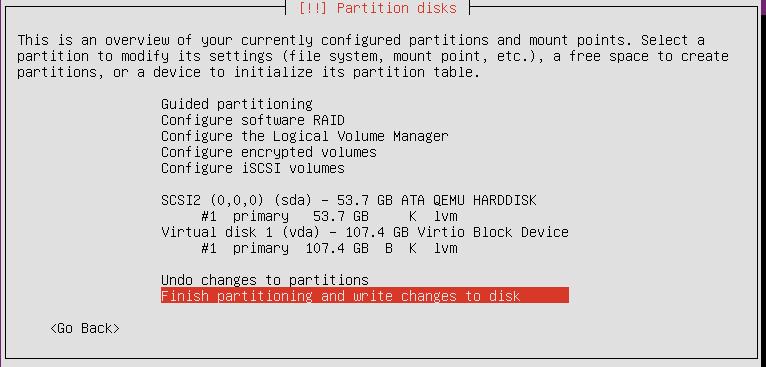 [!!] Partition disks
This is an overview of your currently configured partitions and mount points. Select a
partition to modify its settings (file system, mount point, etc.), a free space to create
partitions, or a device to initialize its partition table.
Guided partitioning
Configure software RAID
Configure the Logical Volume Manager
Configure encrypted volumes
Configure iSCSI volumes
SCSI2 (0,0,0) (sda) - 53.7 GB ATA QEMU HARDDISK
#1 primary 53.7 GB K lvm
Virtual disk 1 (vda) - 107.4 GB Virtio Block Device
#1 primary 107.4 GB B K lvm
Undo changes to partitions
Finish partitioning and write changes to disk
<Go Back>